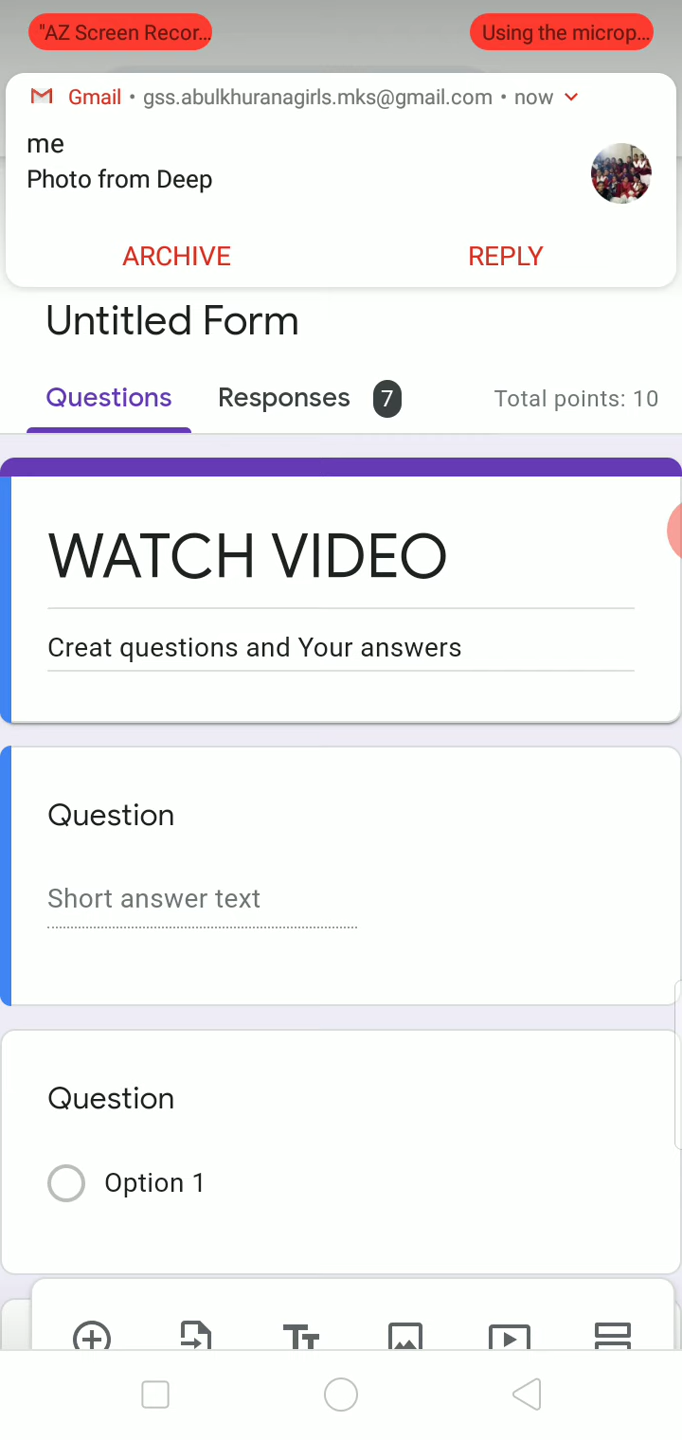 "AZ Screen Recor... Using the microp...
Gmail • gss.abulkhuranagirls.mks@gmail.com • now
me
Photo from Deep
ARCHIVE REPLY
Untitled Form
Questions Responses 7 Total points: 10
WATCH VIDEO
Creat questions and Your answers
Question
Short answer text
Question
Option 1